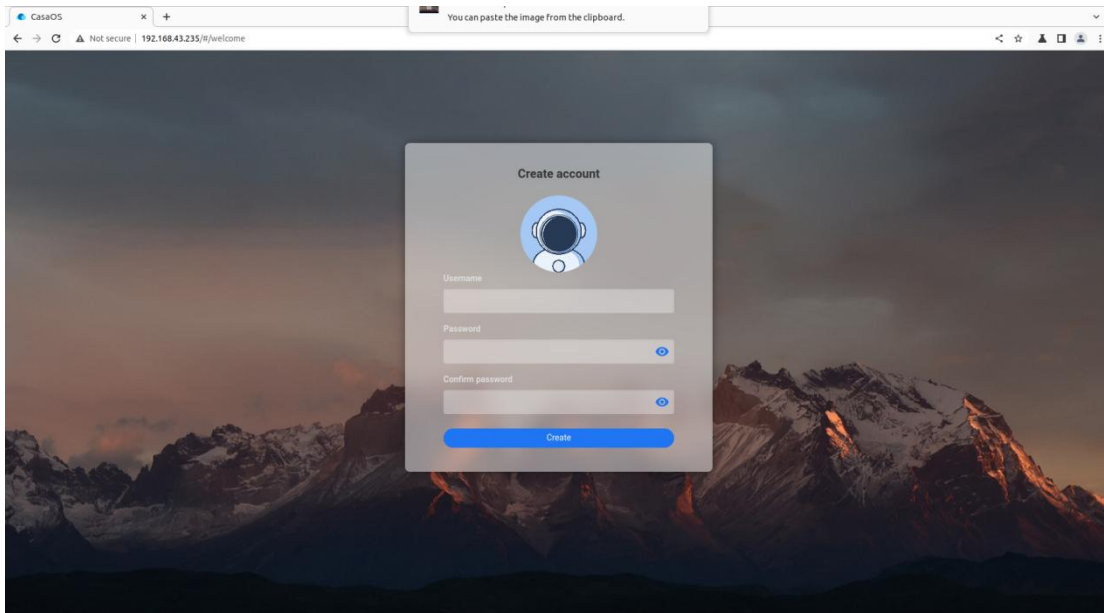 CasaOS
You can paste the image from the clipboard.
Not secure | 192.168.43.235/#/welcome
Create account
Username
Password
Confirm password
Create